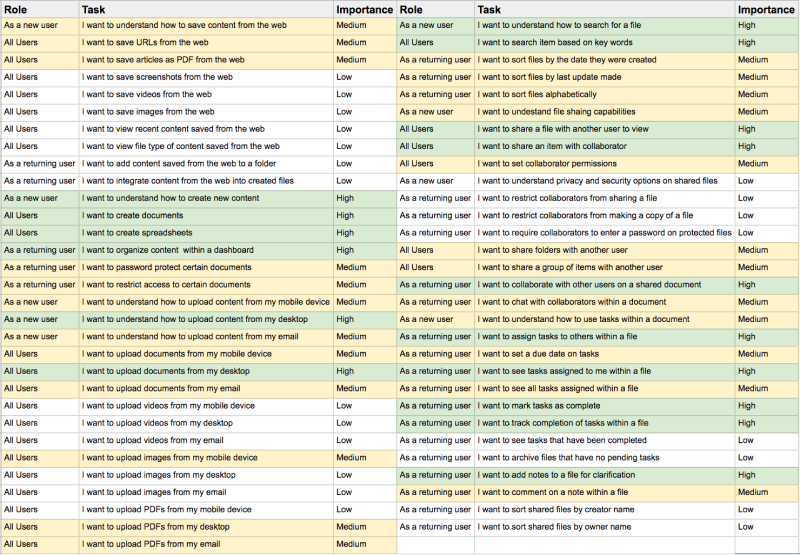 Role Task Importance Role Task Importance
As a new user I want to understand how to save content from the web Medium As a new user I want to understand how to search for a file High
All Users I want to save URLs from the web Medium All Users I want to search item based on key words High
All Users I want to save articles as PDF from the web Medium As a returning user I want to sort files by the date they were created Medium
All Users I want to save screenshots from the web Low As a returning user I want to sort files by last update made Medium
All Users I want to save videos from the web Low As a returning user I want to sort files alphabetically Medium
All Users I want to save images from the web Low As a new user I want to undestand file shaing capabilities Medium
All Users I want to view recent content saved from the web Low All Users I want to share a file with another user to view High
All Users I want to view file type of content saved from the web Low All Users I want to share an item with collaborator High
As a returning user I want to add content saved from the web to a folder Low All Users I want to set collaborator permissions Medium
As a returning user I want to integrate content from the web into created files Low As a new user I want to understand privacy and security options on shared files Low
As a new user I want to understand how to create new content High As a returning user I want to restrict collaborators from sharing a file Low
All Users I want to create documents High As a returning user I want to restrict collaborators from making a copy of a file Low
All Users I want to create spreadsheets High As a returning user I want to require collaborators to enter a password on protected files Low
As a returning user I want to organize content within a dashboard High All Users I want to share folders with another user Medium
As a returning user I want to password protect certain documents Medium All Users I want to share a group of items with another user Medium
As a returning user I want to restrict access to certain documents Medium As a returning user I want to collaborate with other users on a shared document High
As a new user I want to understand how to upload content from my mobile device Medium As a returning user I want to chat with collaborators within a document Medium
As a new user I want to understand how to upload content from my desktop High As a new user I want to understand how to use tasks within a document Medium
As a new user I want to understand how to upload content from my email Medium As a returning user I want to assign tasks to others within a file High
All Users I want to upload documents from my mobile device Medium As a returning user I want to set a due date on tasks Medium
All Users I want to upload documents from my desktop High As a returning user I want to see tasks assigned to me within a file High
All Users I want to upload documents from my email Medium As a returning user I want to see all tasks assigned within a file Medium
All Users I want to upload videos from my mobile device Low As a returning user I want to mark tasks as complete High
All Users I want to upload videos from my desktop Low As a returning user I want to track completion of tasks within a file High
All Users I want to upload videos from my email Low As a returning user I want to see tasks that have been completed Low
All Users I want to upload images from my mobile device Medium As a returning user I want to archive files that have no pending tasks Low
All Users I want to upload images from my desktop Low As a returning user I want to add notes to a file for clarification High
All Users I want to upload images from my email Low As a returning user I want to comment on a note within a file Medium
All Users I want to upload PDFs from my mobile device Low As a returning user I want to sort shared files by creator name Low
All Users I want to upload PDFs from my desktop Medium As a returning user I want to sort shared files by owner name Low
All Users I want to upload PDFs from my email Medium